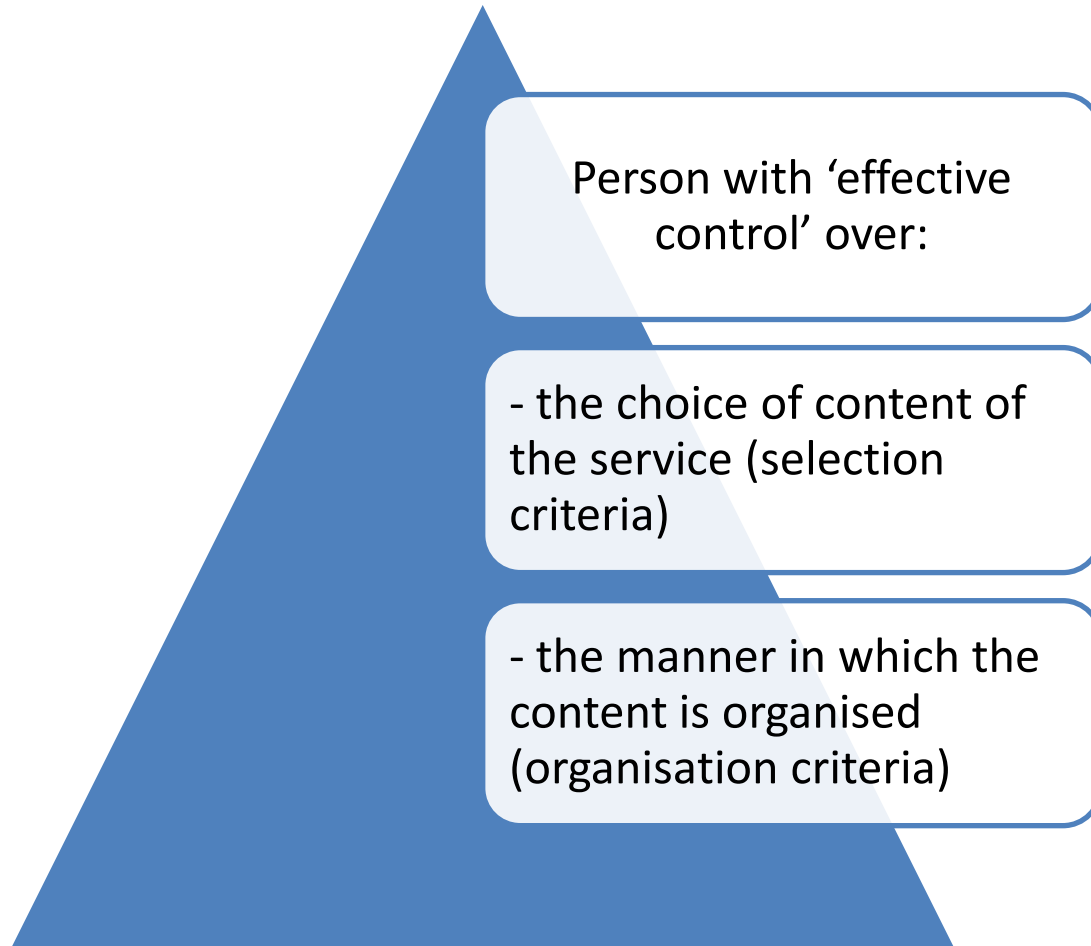 Person with ‘effective
control’ over:
- the choice of content of
the service (selection
criteria)
- the manner in which the
content is organised
(organisation criteria)